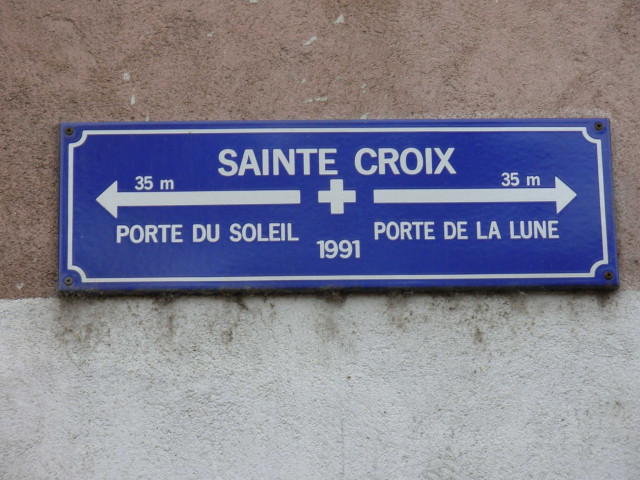 SAINTE CROIX
35 m 35 m
PORTE DU SOLEIL PORTE DE LA LUNE
1991